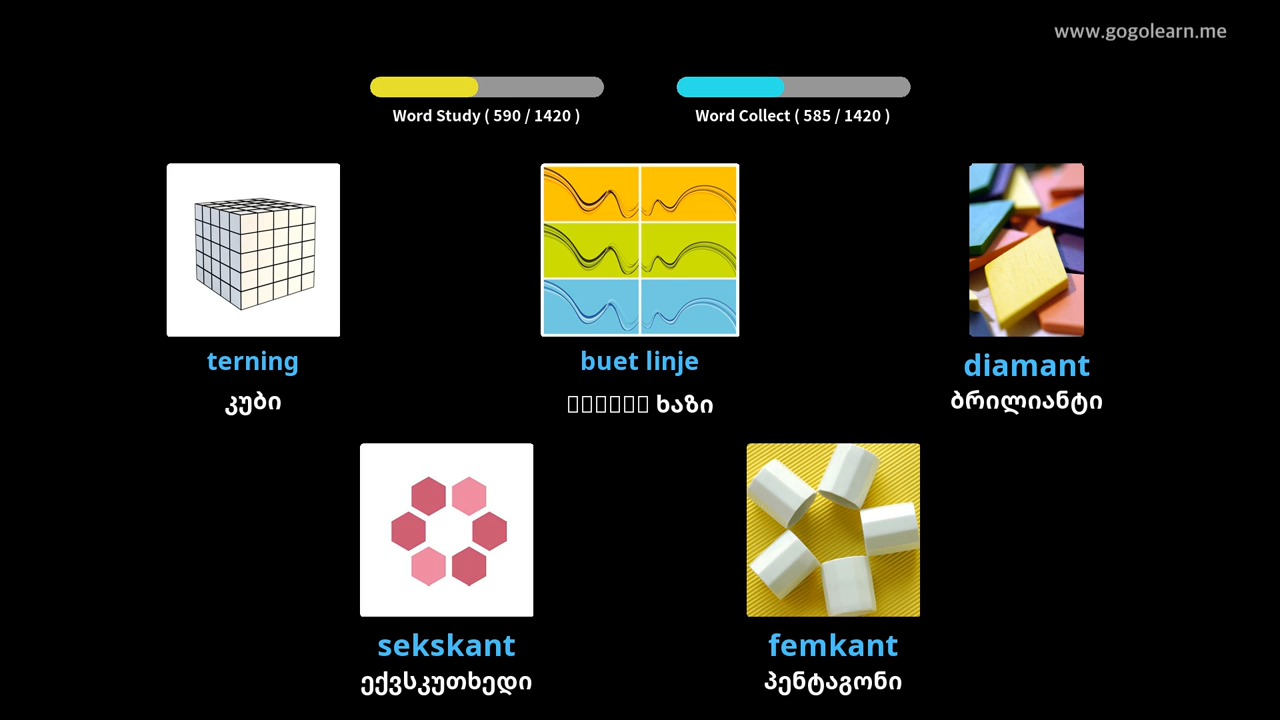 www.gogolearn.me
Word Study ( 590 / 1420 )
Word Collect ( 585 / 1420 )
terning
კუბი
buet linje
ხაზი
diamant
ბრილიანტი
sekskant
ექვსკუთხედი
femkant
პენტაგონი